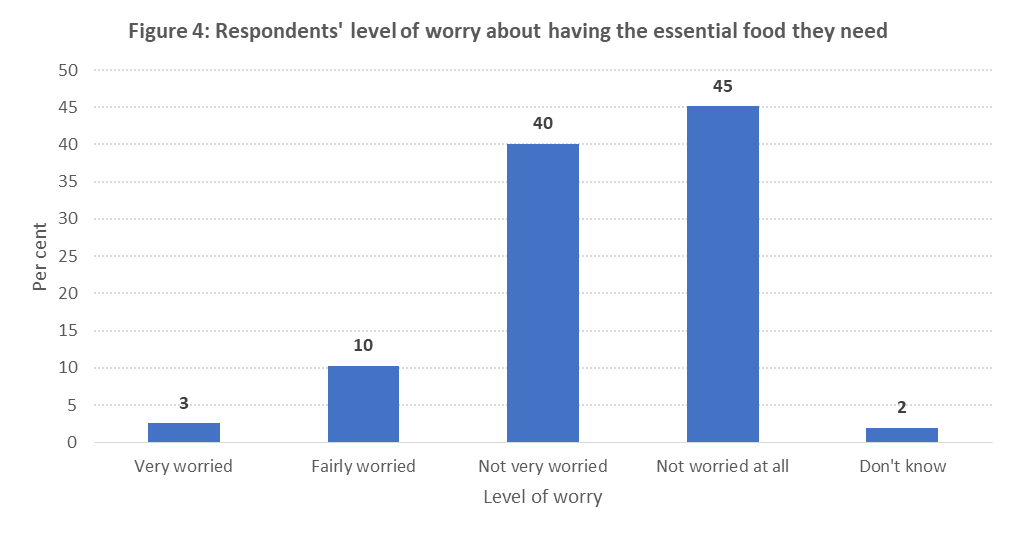 Figure 4: Respondents' level of worry about having the essential food they need
50
45
40
35
30
25
20
15
10
5
0
Per cent
3
10
40
45
2
Very worried
Fairly worried
Not very worried
Not worried at all
Don't know
Level of worry